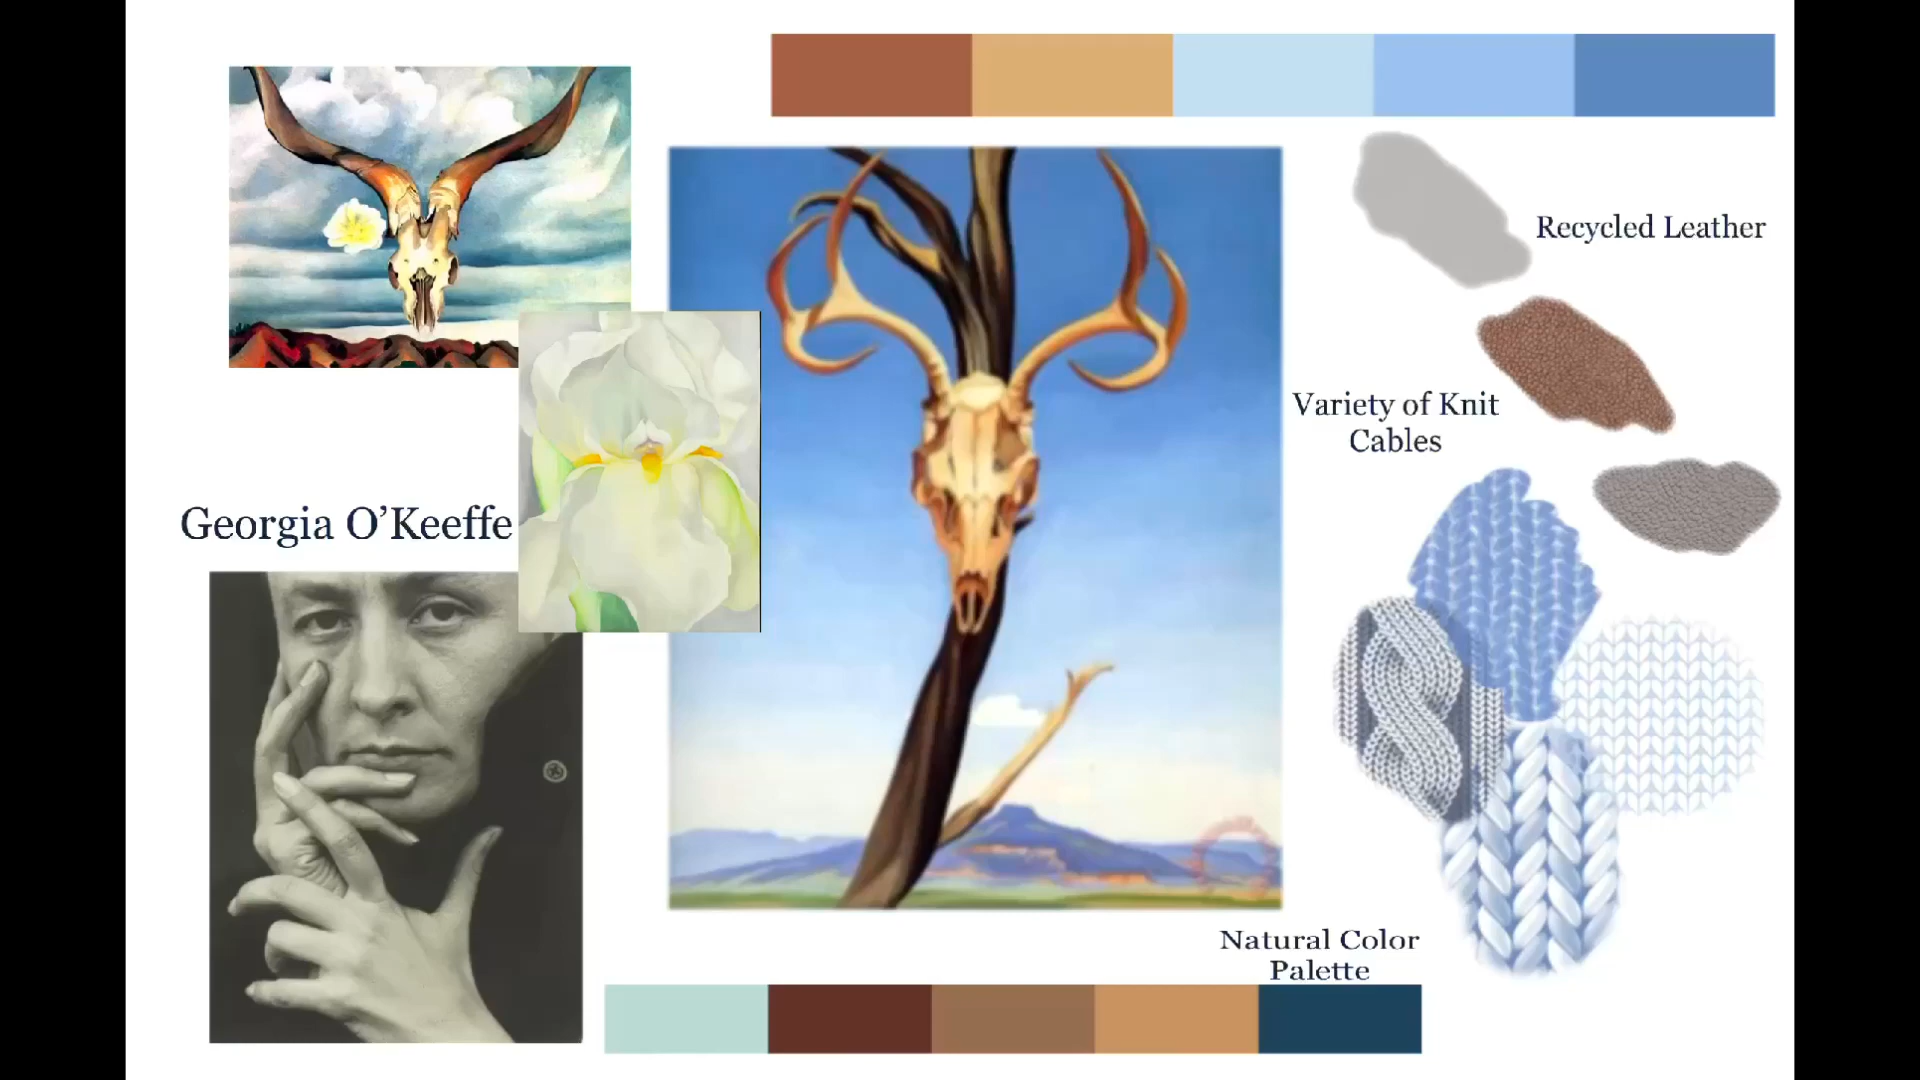 Recycled Leather
Variety of Knit
Cables
Georgia O’Keeffe
Natural Color
Palette